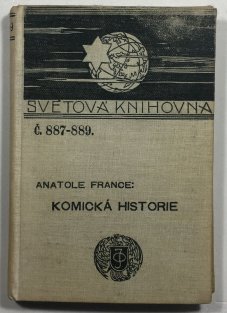 SVĚTOVÁ KNIHOVNA
Č. 887-889.
ANATOLE FRANCE:
KOMICKÁ HISTORIE